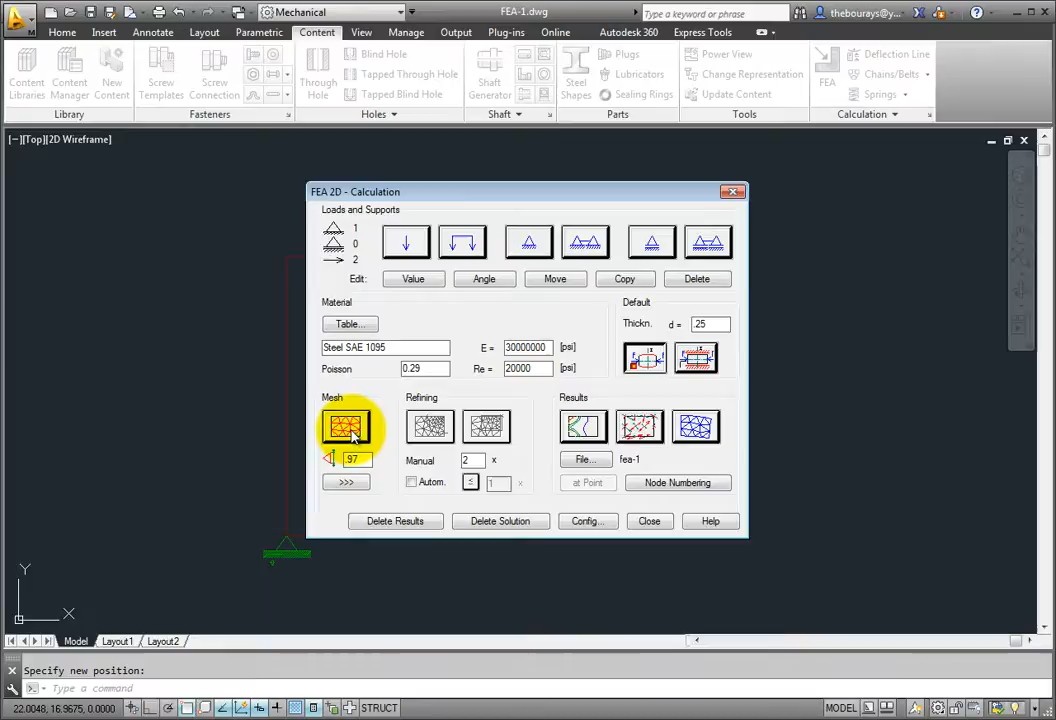 Mechanical
FEA-1.dwg
Type a keyword or phrase
thebourays@y...
Home Insert Annotate Layout Parametric Content View Manage Output Plug-ins Online Autodesk 360 Express Tools
Content Libraries
Content Manager
New Content
Library
Screw Templates
Screw Connection
Fasteners
Through Hole
Blind Hole
Tapped Through Hole
Tapped Blind Hole
Holes
Shaft Generator
Shaft
Steel Shapes
Plugs
Lubricators
Sealing Rings
Parts
Power View
Change Representation
Update Content
Tools
FEA
Deflection Line
Chains/Belts
Springs
Calculation
[−][Top][2D Wireframe]
FEA 2D - Calculation
Loads and Supports
1
0
2
Edit: Value Angle Move Copy Delete
Material
Table...
Steel SAE 1095 E = 30000000 [psi]
Poisson 0.29 Re = 20000 [psi]
Default
Thickn. d = .25
Mesh
.97
>>>
Refining
Manual 2 x
Autom. ≤ 1 x
Results
File... fea-1
at Point Node Numbering
Delete Results Delete Solution Config... Close Help
Y
X
Model Layout1 Layout2
Specify new position:
Type a command
22.0048, 16.9675, 0.0000 STRUCT MODEL